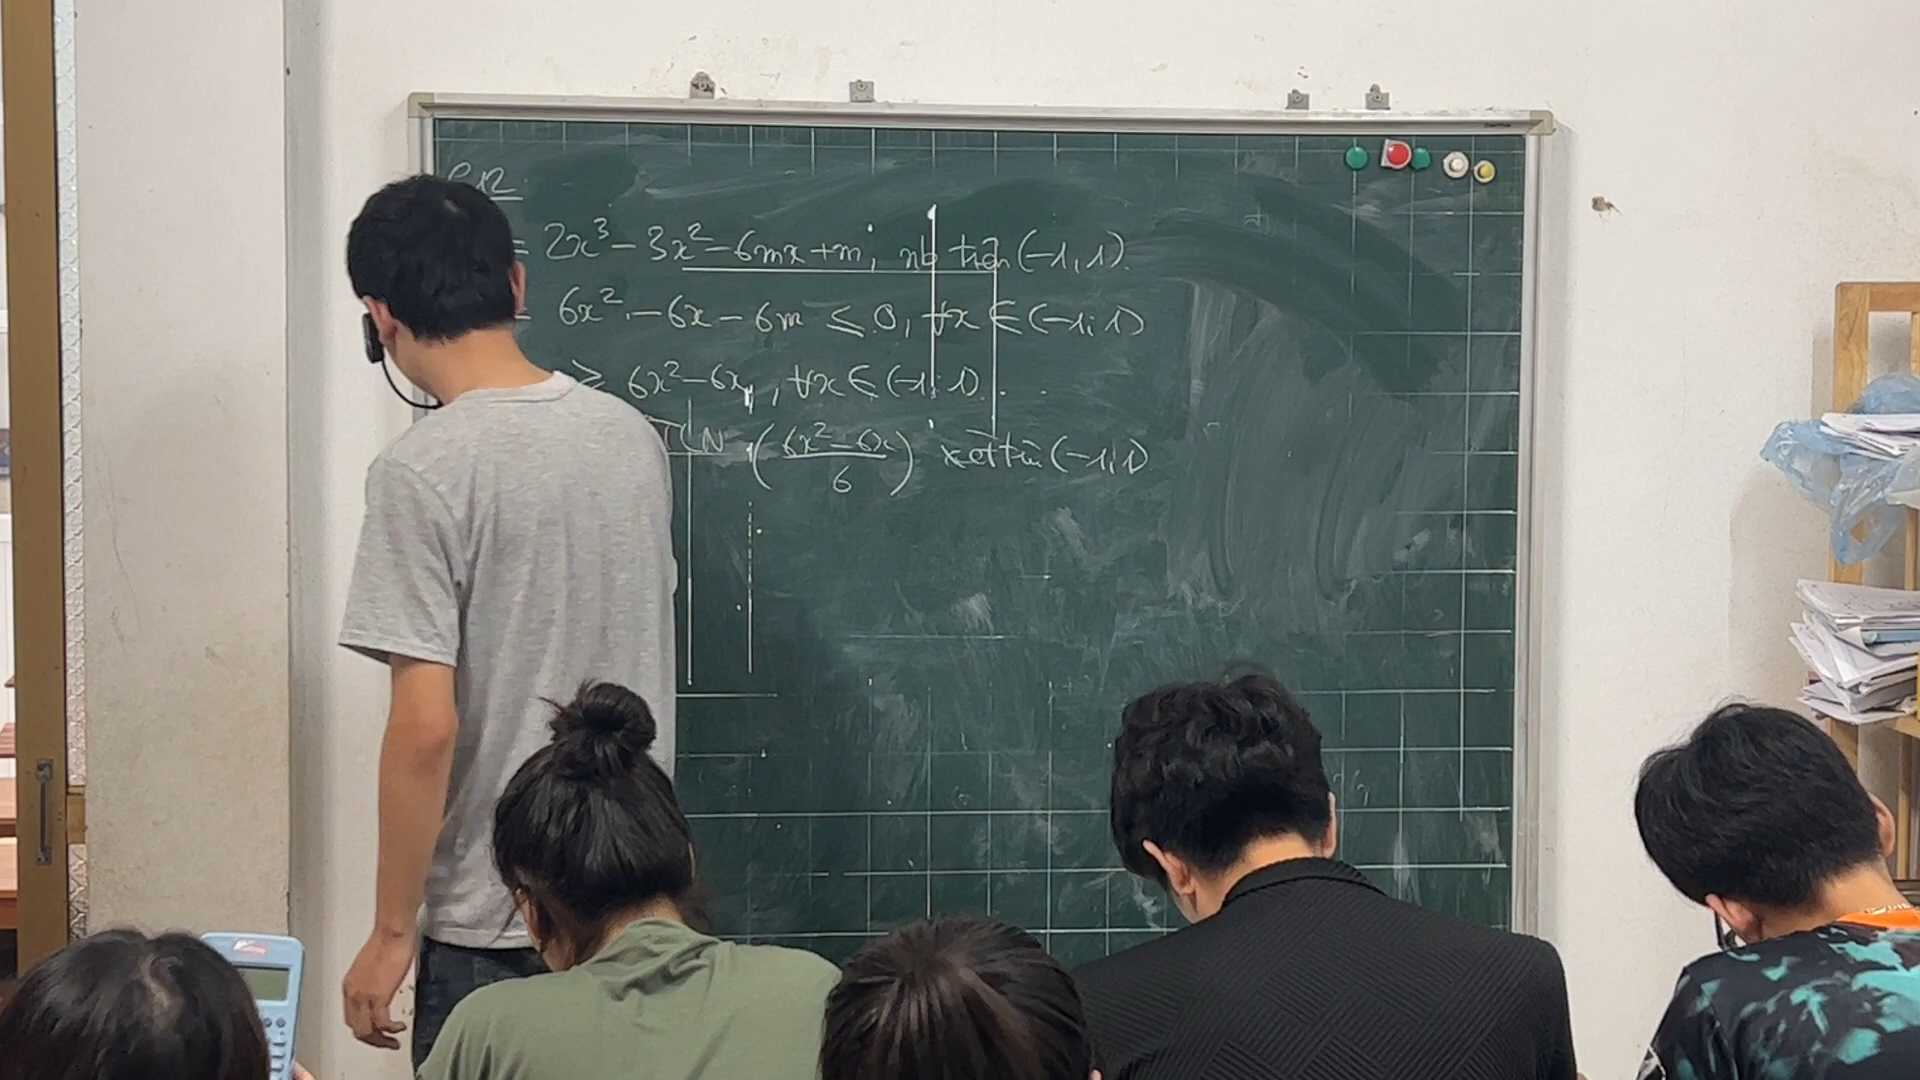 = 2x³ - 3x² - 6mx + m; nb trên (-1, 1).
= 6x² - 6x - 6m ≤ 0, ∀x ∈ (-1; 1)
≥ 6x² - 6x, ∀x ∈ (-1; 1)
TLN (6x² - 6x / 6) xét trên (-1; 1)